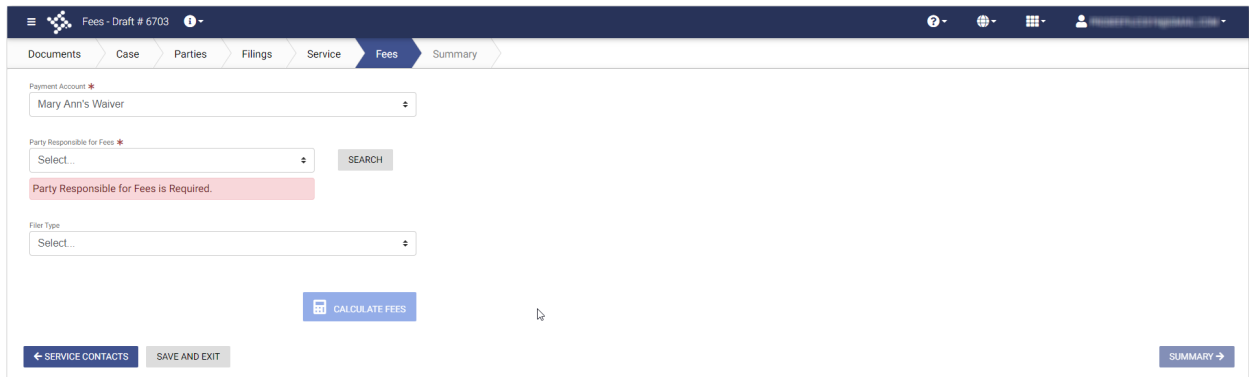 Fees - Draft # 6703
Documents Case Parties Filings Service Fees Summary
Payment Account *
Mary Ann's Waiver
Party Responsible for Fees *
Select...
SEARCH
Party Responsible for Fees is Required.
Filer Type
Select...
CALCULATE FEES
← SERVICE CONTACTS SAVE AND EXIT SUMMARY →